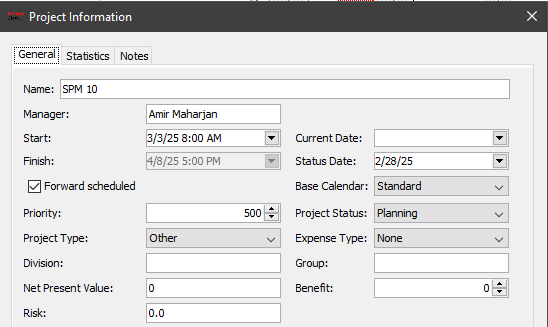 Project Information
General Statistics Notes
Name: SPM 10
Manager: Amir Maharjan
Start: 3/3/25 8:00 AM Current Date:
Finish: 4/8/25 5:00 PM Status Date: 2/28/25
Forward scheduled Base Calendar: Standard
Priority: 500 Project Status: Planning
Project Type: Other Expense Type: None
Division: Group:
Net Present Value: 0 Benefit: 0
Risk: 0.0